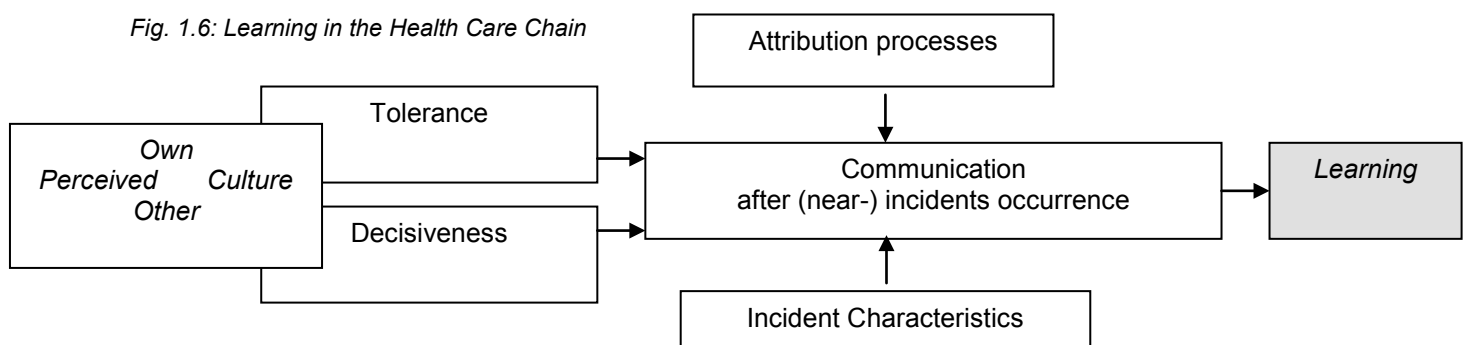 Fig. 1.6: Learning in the Health Care Chain
Attribution processes
Tolerance
Own
Perceived Culture
Other
Decisiveness
Communication
after (near-) incidents occurrence
Learning
Incident Characteristics